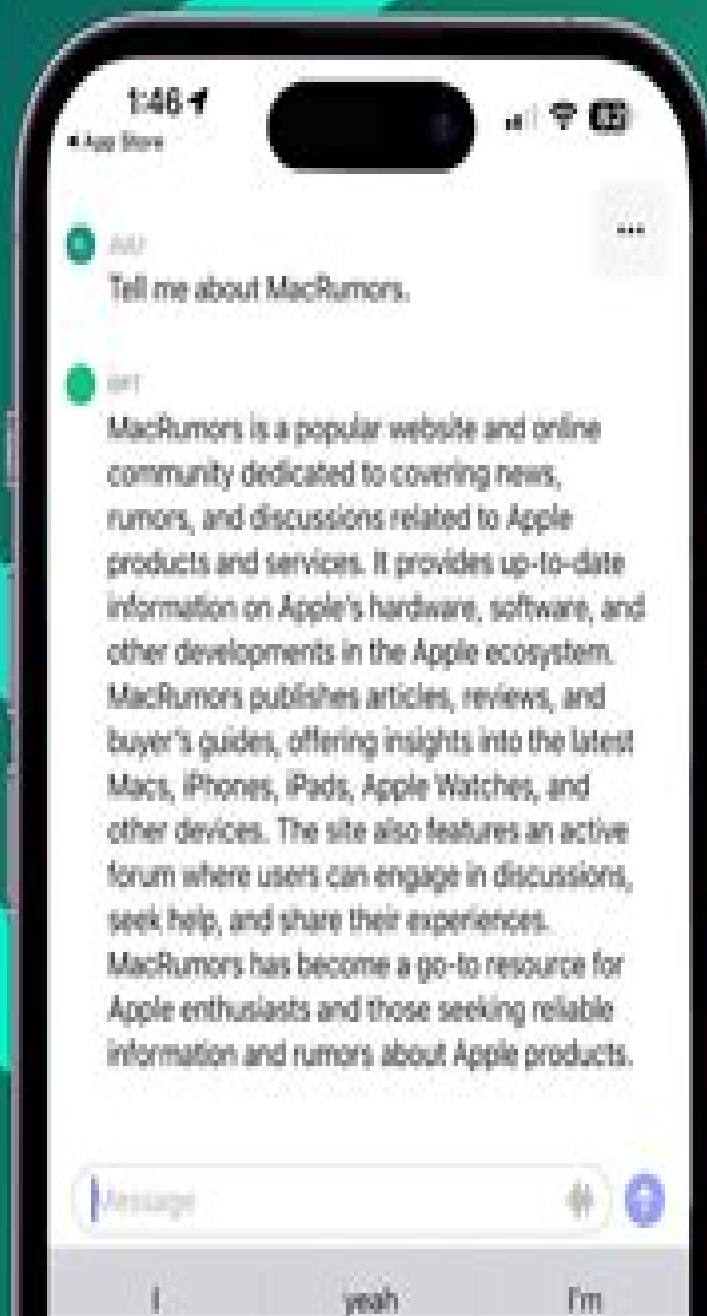 1:46
App Store
Tell me about MacRumors.
MacRumors is a popular website and online
community dedicated to covering news,
rumors, and discussions related to Apple
products and services. It provides up-to-date
information on Apple's hardware, software, and
other developments in the Apple ecosystem.
MacRumors publishes articles, reviews, and
buyer's guides, offering insights into the latest
Macs, iPhones, iPads, Apple Watches, and
other devices. The site also features an active
forum where users can engage in discussions,
seek help, and share their experiences.
MacRumors has become a go-to resource for
Apple enthusiasts and those seeking reliable
information and rumors about Apple products.
Message
I yeah I'm